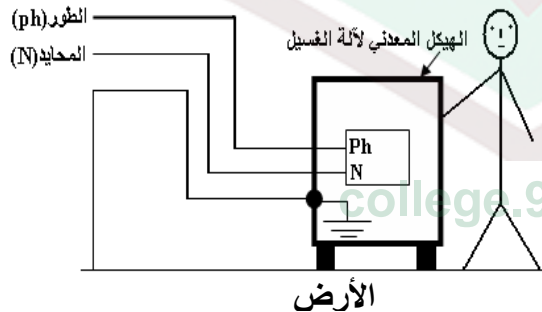 الطور(ph)
المحايد(N)
الهيكل المعدني لآلة الغسيل
Ph
N
college.9
الأرض